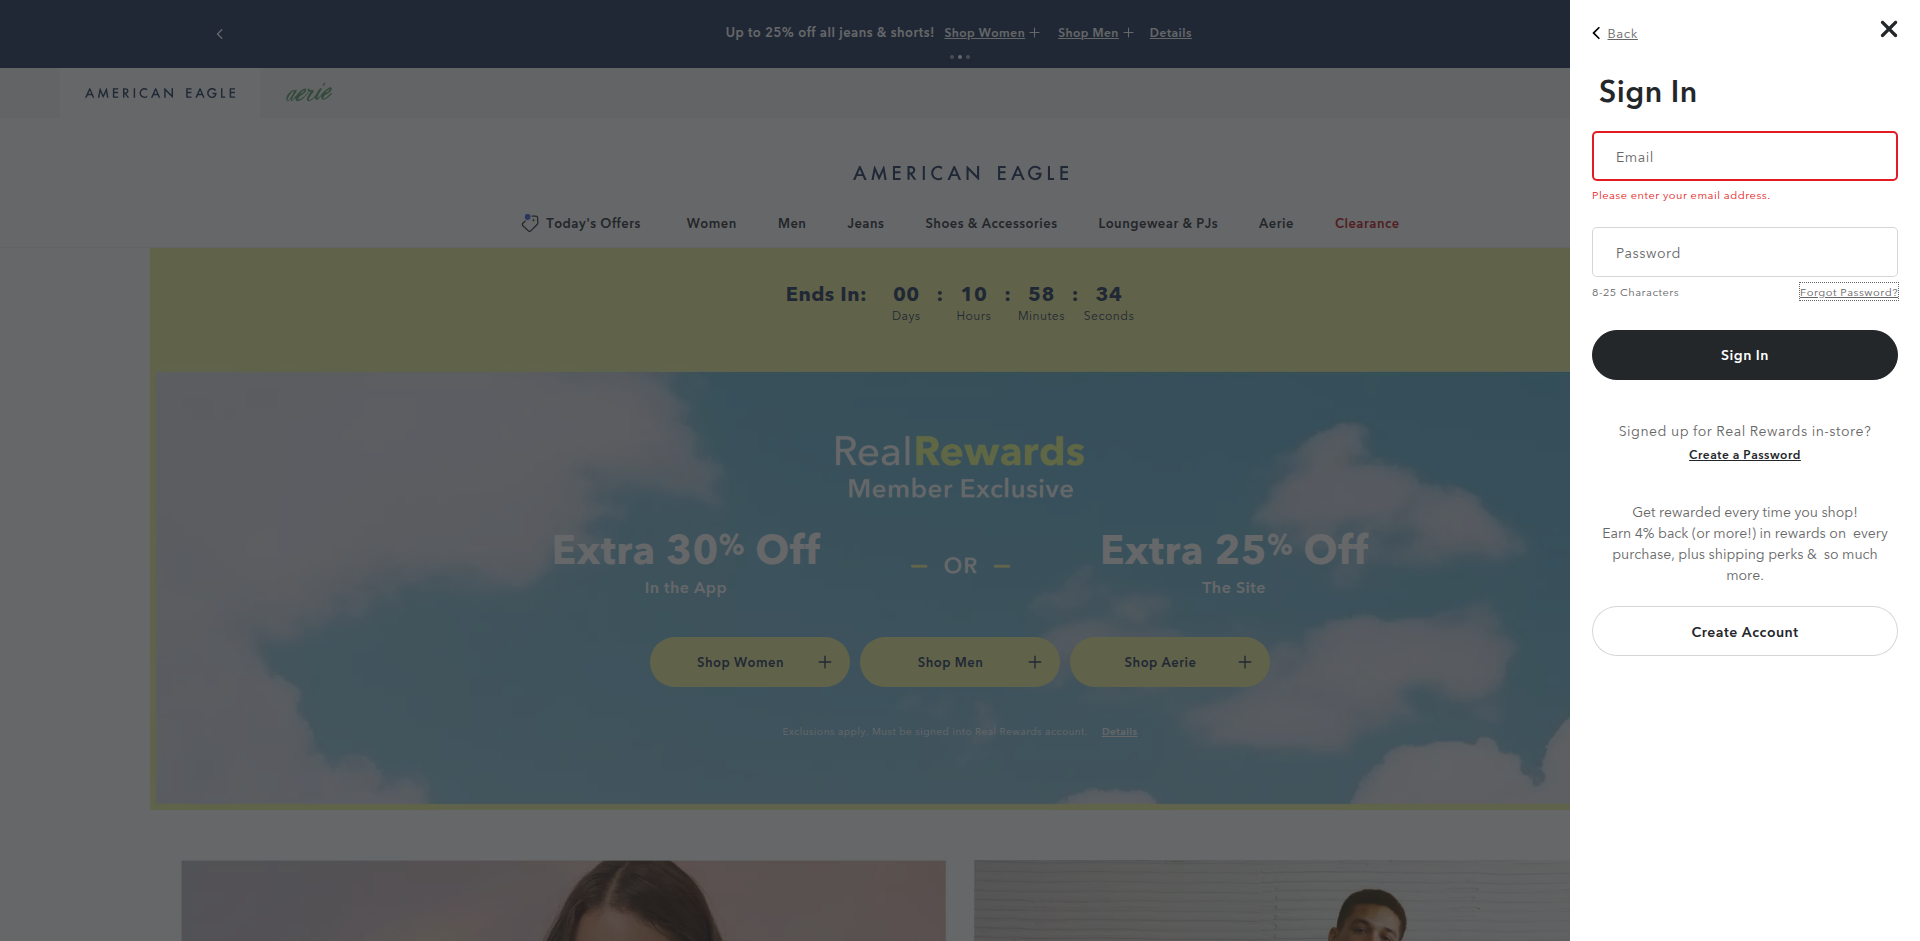 Up to 25% off all jeans & shorts! Shop Women + Shop Men + Details
AMERICAN EAGLE aerie
AMERICAN EAGLE
Today's Offers Women Men Jeans Shoes & Accessories Loungewear & PJs Aerie Clearance
Ends In: 00 : 10 : 58 : 34
Days Hours Minutes Seconds
RealRewards
Member Exclusive
Extra 30% Off — OR — Extra 25% Off
In the App The Site
Shop Women + Shop Men + Shop Aerie +
Exclusions apply. Must be signed into Real Rewards account. Details
Back
Sign In
Email
Please enter your email address.
Password
8-25 Characters Forgot Password?
Sign In
Signed up for Real Rewards in-store?
Create a Password
Get rewarded every time you shop!
Earn 4% back (or more!) in rewards on every
purchase, plus shipping perks & so much
more.
Create Account